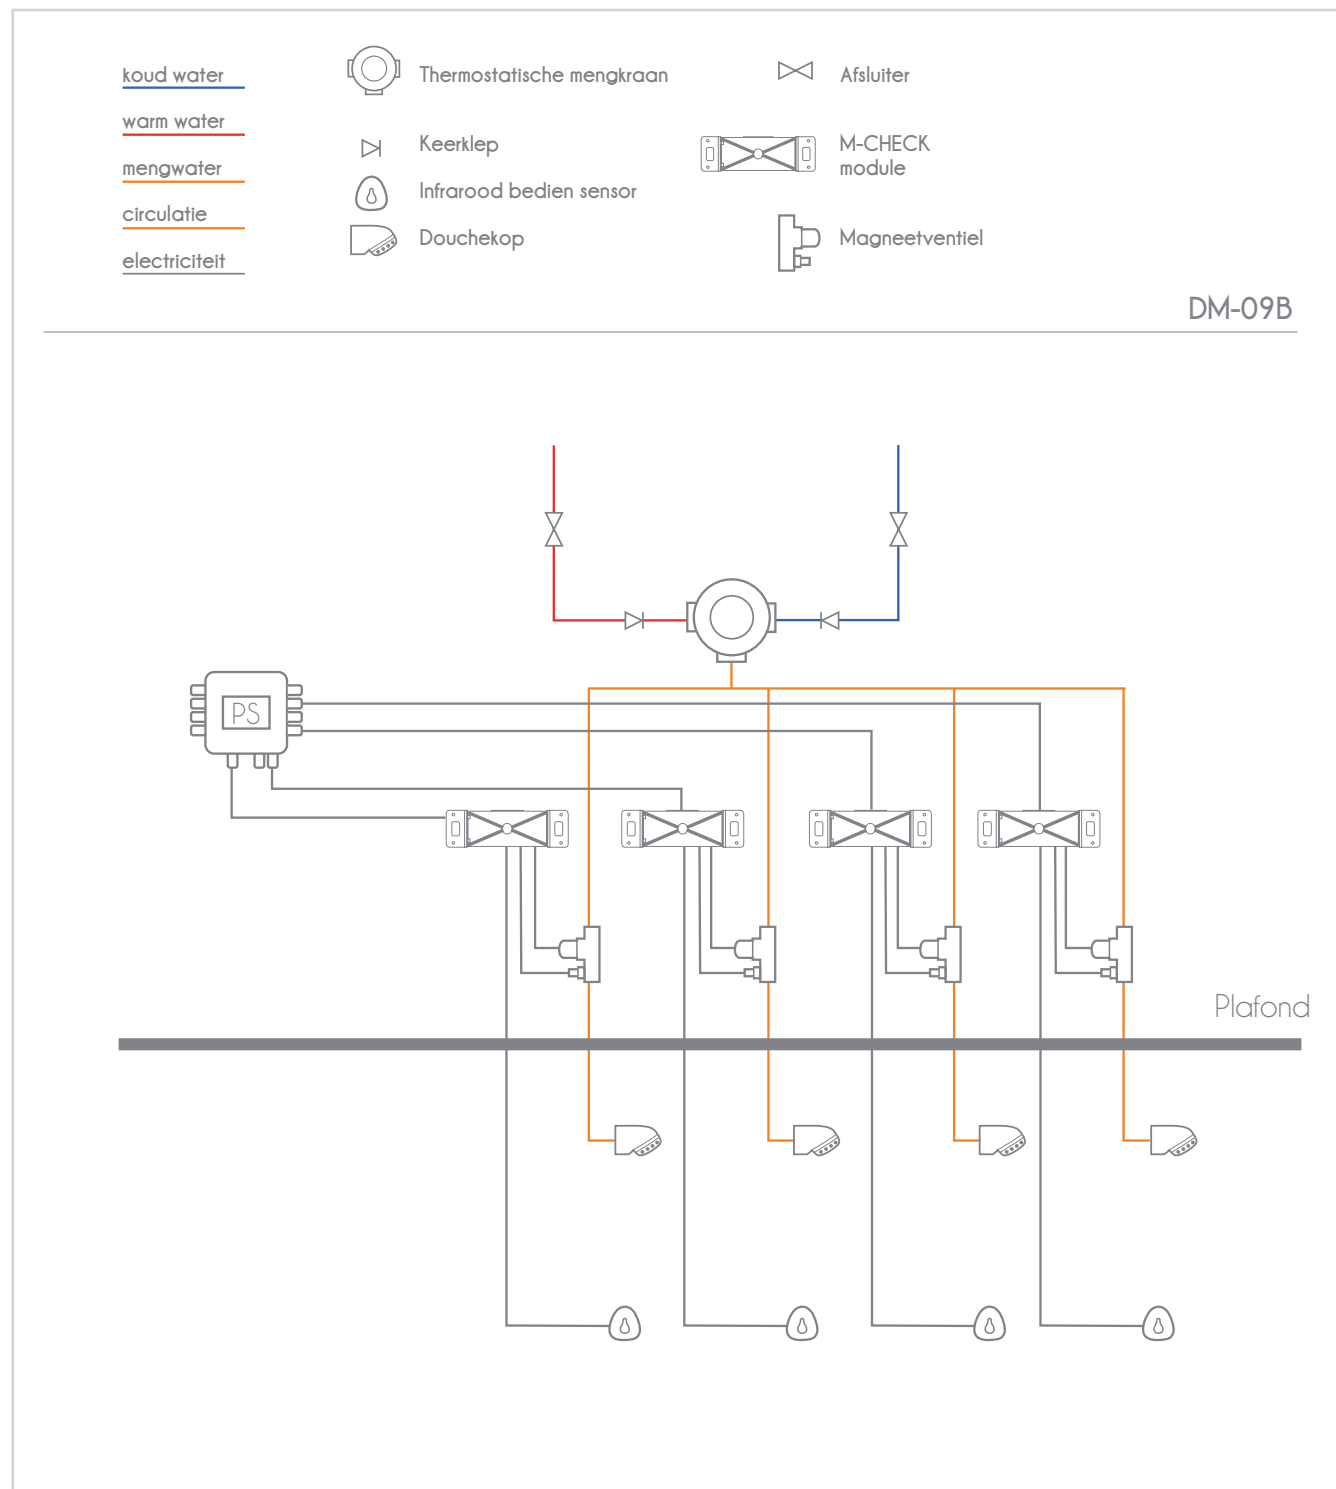 koud water
warm water
mengwater
circulatie
electriciteit
Thermostatische mengkraan
Keerklep
Infrarood bedien sensor
Douchekop
Afsluiter
M-CHECK
module
Magneetventiel
DM-09B
PS
Plafond